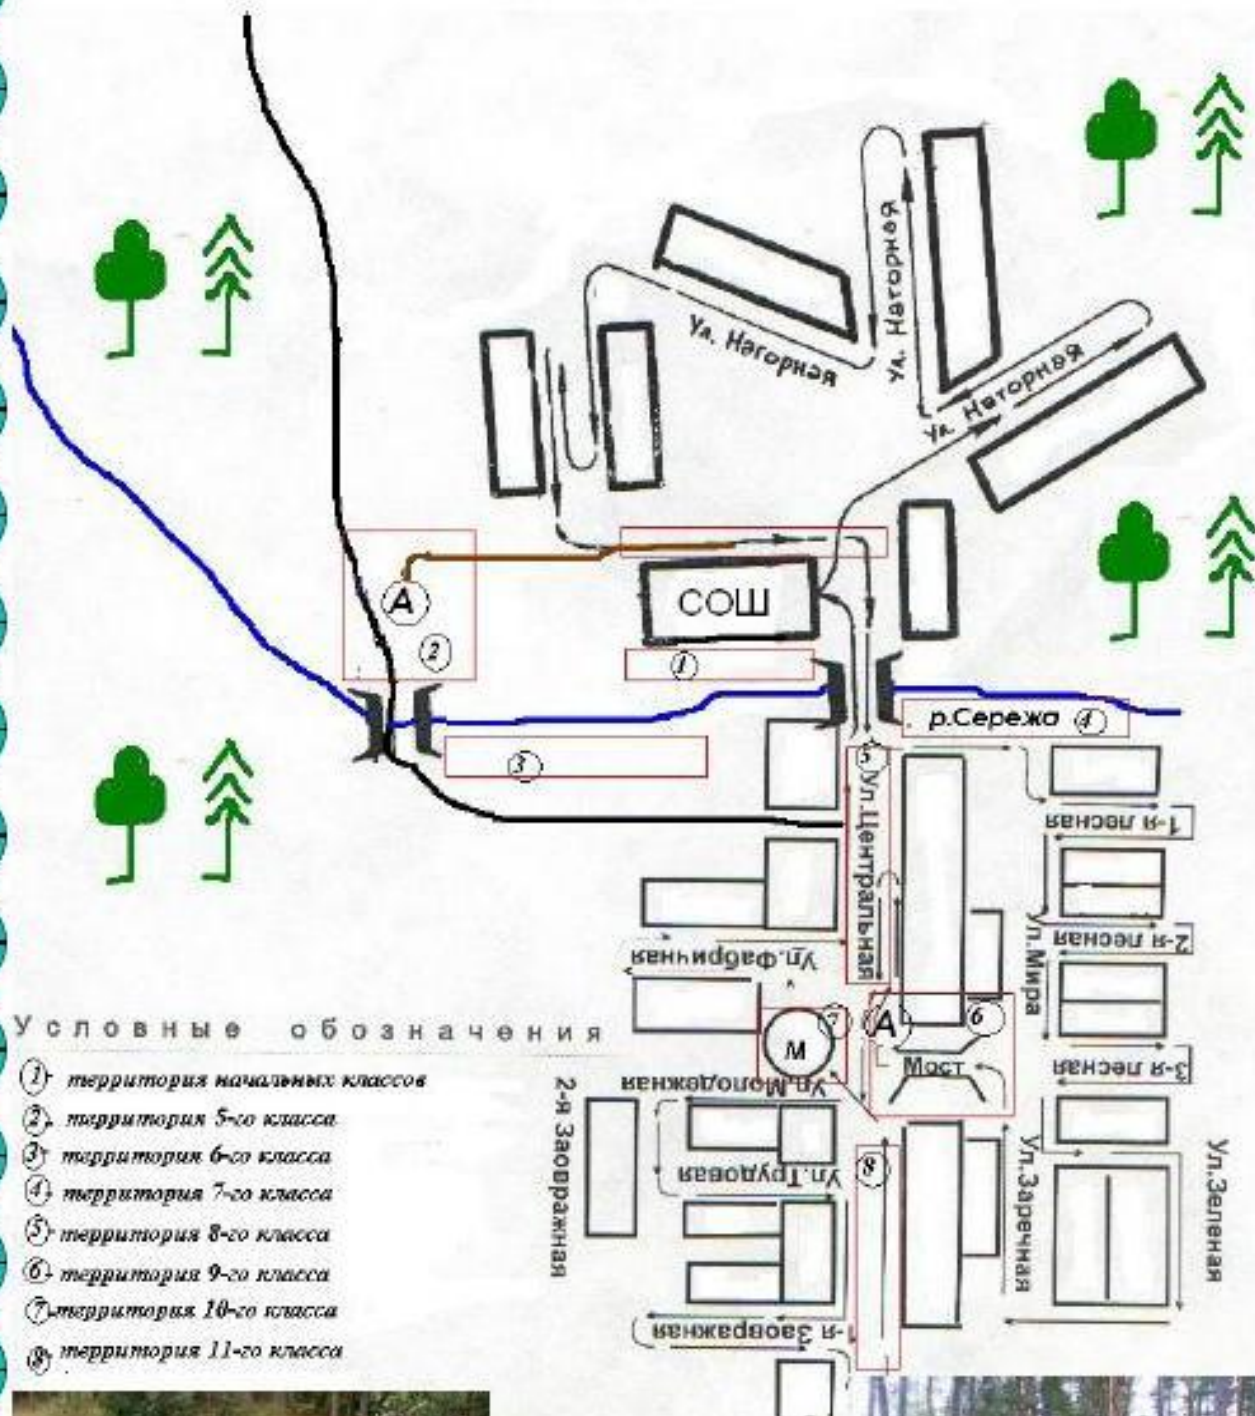 Ул. Нагорная
Ул. Нагорная
Ул. Нагорная
А
СОШ
2
1
р.Сережа 4
3
5
Ул.Центральная
1-я лесная
2-я лесная
Ул.Фабричная
Ул.Мира
7
А
6
М
Мост
3-я лесная
Ул.Молодежная
2-я Заовражная
Ул.Трудовая
8
Ул.Заречная
Ул.Зеленая
-я Заовражная
Условные обозначения
1- территория начальных классов
2- территория 5-го класса
3- территория 6-го класса
4- территория 7-го класса
5- территория 8-го класса
6- территория 9-го класса
7-территория 10-го класса
8- территория 11-го класса